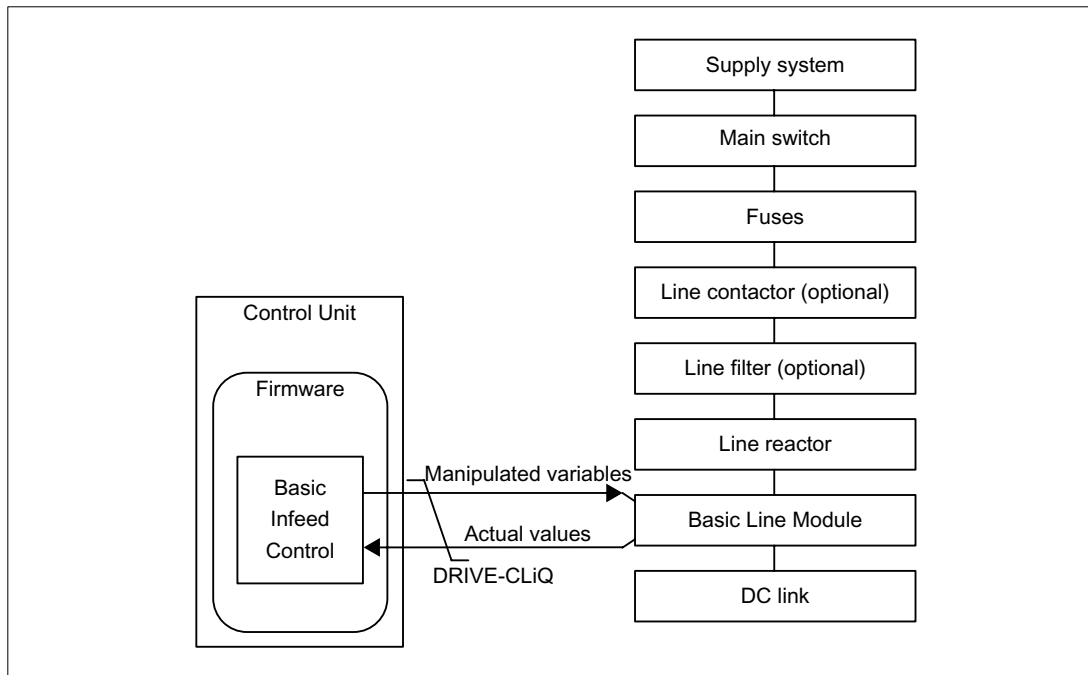 Supply system
Main switch
Fuses
Line contactor (optional)
Line filter (optional)
Line reactor
Basic Line Module
DC link
Control Unit
Firmware
Basic
Infeed
Control
Manipulated variables
Actual values
DRIVE-CLiQ